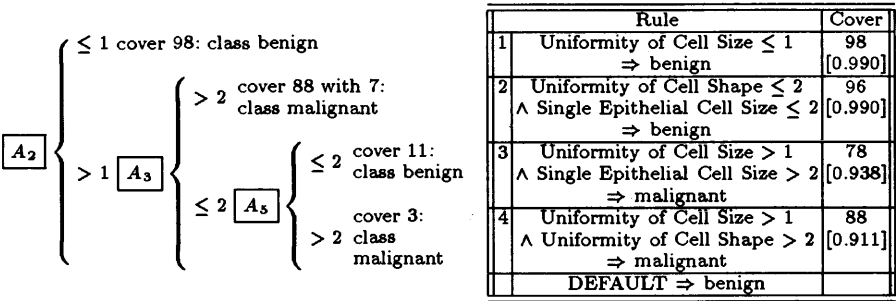 ≤ 1 cover 98: class benign
A₂
> 1
A₃
> 2
cover 88 with 7:
class malignant
≤ 2
A₅
≤ 2
cover 11:
class benign
> 2
cover 3:
class
malignant
Rule Cover
1 Uniformity of Cell Size ≤ 1 98
⇒ benign [0.990]
2 Uniformity of Cell Shape ≤ 2 96
∧ Single Epithelial Cell Size ≤ 2 [0.990]
⇒ benign
3 Uniformity of Cell Size > 1 78
∧ Single Epithelial Cell Size > 2 [0.938]
⇒ malignant
4 Uniformity of Cell Size > 1 88
∧ Uniformity of Cell Shape > 2 [0.911]
⇒ malignant
DEFAULT ⇒ benign